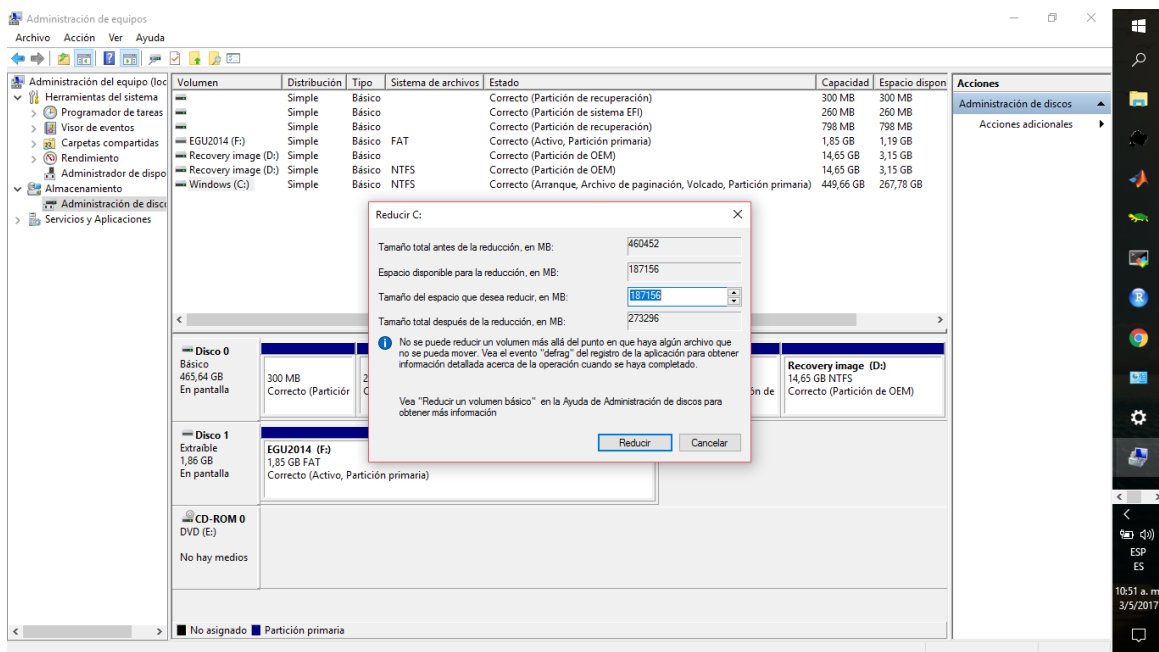 Administración de equipos
Archivo Acción Ver Ayuda
Administración del equipo (loc
Herramientas del sistema
Programador de tareas
Visor de eventos
Carpetas compartidas
Rendimiento
Administrador de dispo
Almacenamiento
Administración de disco
Servicios y Aplicaciones
Volumen Distribución Tipo Sistema de archivos Estado Capacidad Espacio dispon
Simple Básico Correcto (Partición de recuperación) 300 MB 300 MB
Simple Básico Correcto (Partición de sistema EFI) 260 MB 260 MB
Simple Básico Correcto (Partición de recuperación) 798 MB 798 MB
EGU2014 (F:) Simple Básico FAT Correcto (Activo, Partición primaria) 1,85 GB 1,19 GB
Recovery image (D:) Simple Básico Correcto (Partición de OEM) 14,65 GB 3,15 GB
Recovery image (D:) Simple Básico NTFS Correcto (Partición de OEM) 14,65 GB 3,15 GB
Windows (C:) Simple Básico NTFS Correcto (Arranque, Archivo de paginación, Volcado, Partición primaria) 449,66 GB 267,78 GB
Acciones
Administración de discos
Acciones adicionales
Reducir C:
Tamaño total antes de la reducción, en MB: 460452
Espacio disponible para la reducción, en MB: 187156
Tamaño del espacio que desea reducir, en MB: 187156
Tamaño total después de la reducción, en MB: 273296
No se puede reducir un volumen más allá del punto en que haya algún archivo que
no se pueda mover. Vea el evento "defrag" del registro de la aplicación para obtener
información detallada acerca de la operación cuando se haya completado.
Vea "Reducir un volumen básico" en la Ayuda de Administración de discos para
obtener más información
Reducir Cancelar
Disco 0
Básico
465,64 GB
En pantalla
300 MB
Correcto (Particiór
2
C
ón de
Recovery image (D:)
14,65 GB NTFS
Correcto (Partición de OEM)
Disco 1
Extraíble
1,86 GB
En pantalla
EGU2014 (F:)
1,85 GB FAT
Correcto (Activo, Partición primaria)
CD-ROM 0
DVD (E:)
No hay medios
No asignado Partición primaria
R
ESP
ES
10:51 a. m
3/5/2017